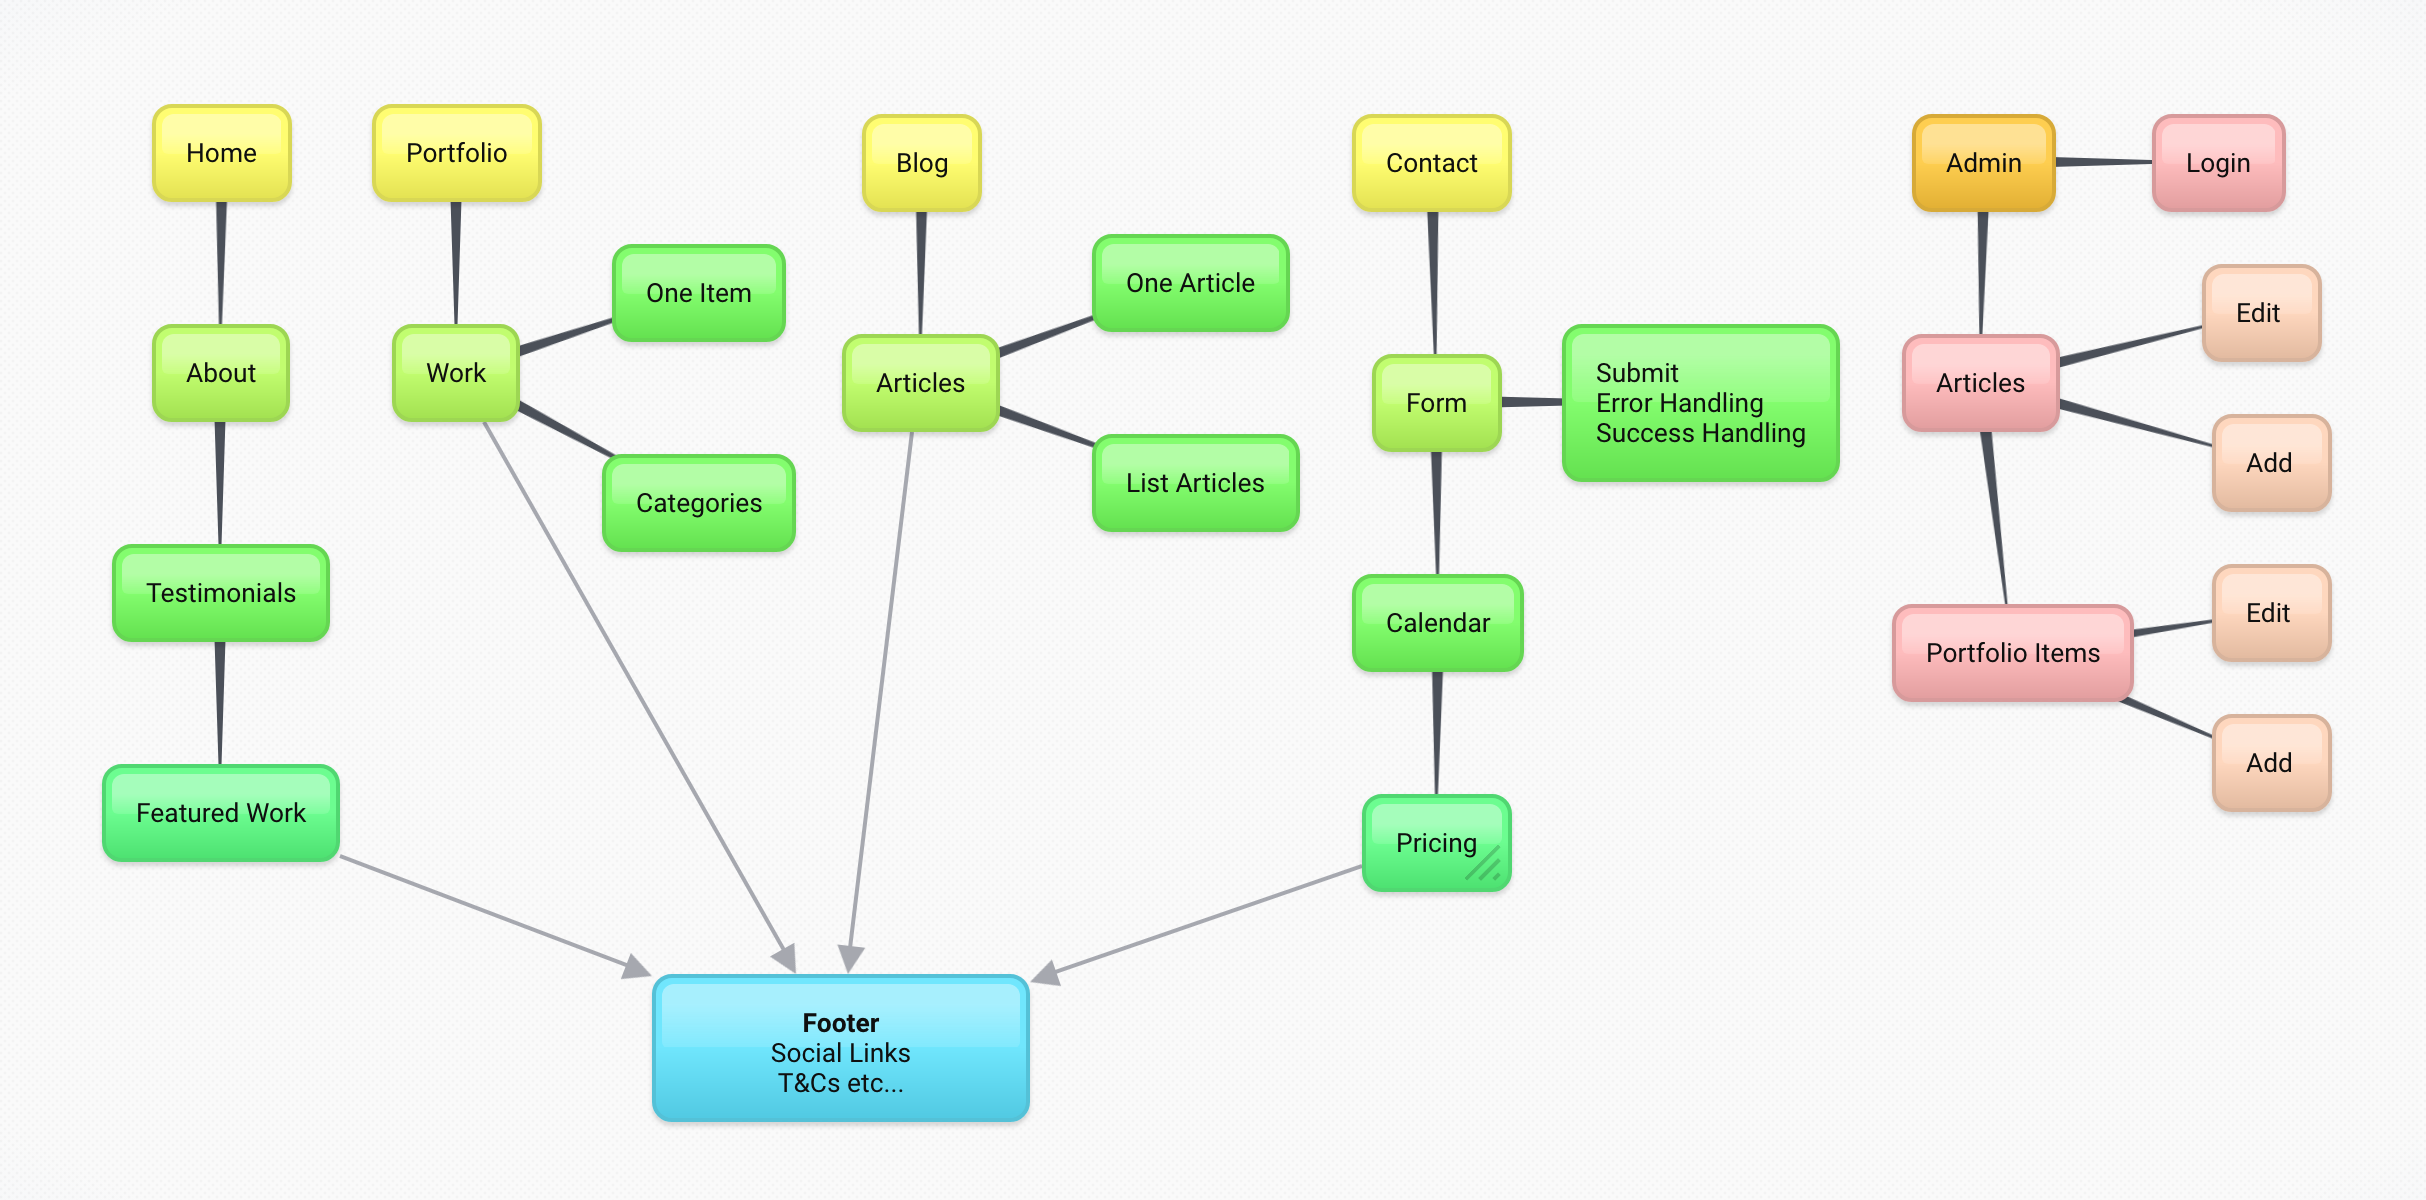 Home
Portfolio
Blog
Contact
Admin
Login
One Item
One Article
Edit
About
Work
Articles
Form
Submit
Error Handling
Success Handling
Articles
Categories
List Articles
Add
Testimonials
Calendar
Edit
Portfolio Items
Featured Work
Pricing
Add
Footer
Social Links
T&Cs etc...